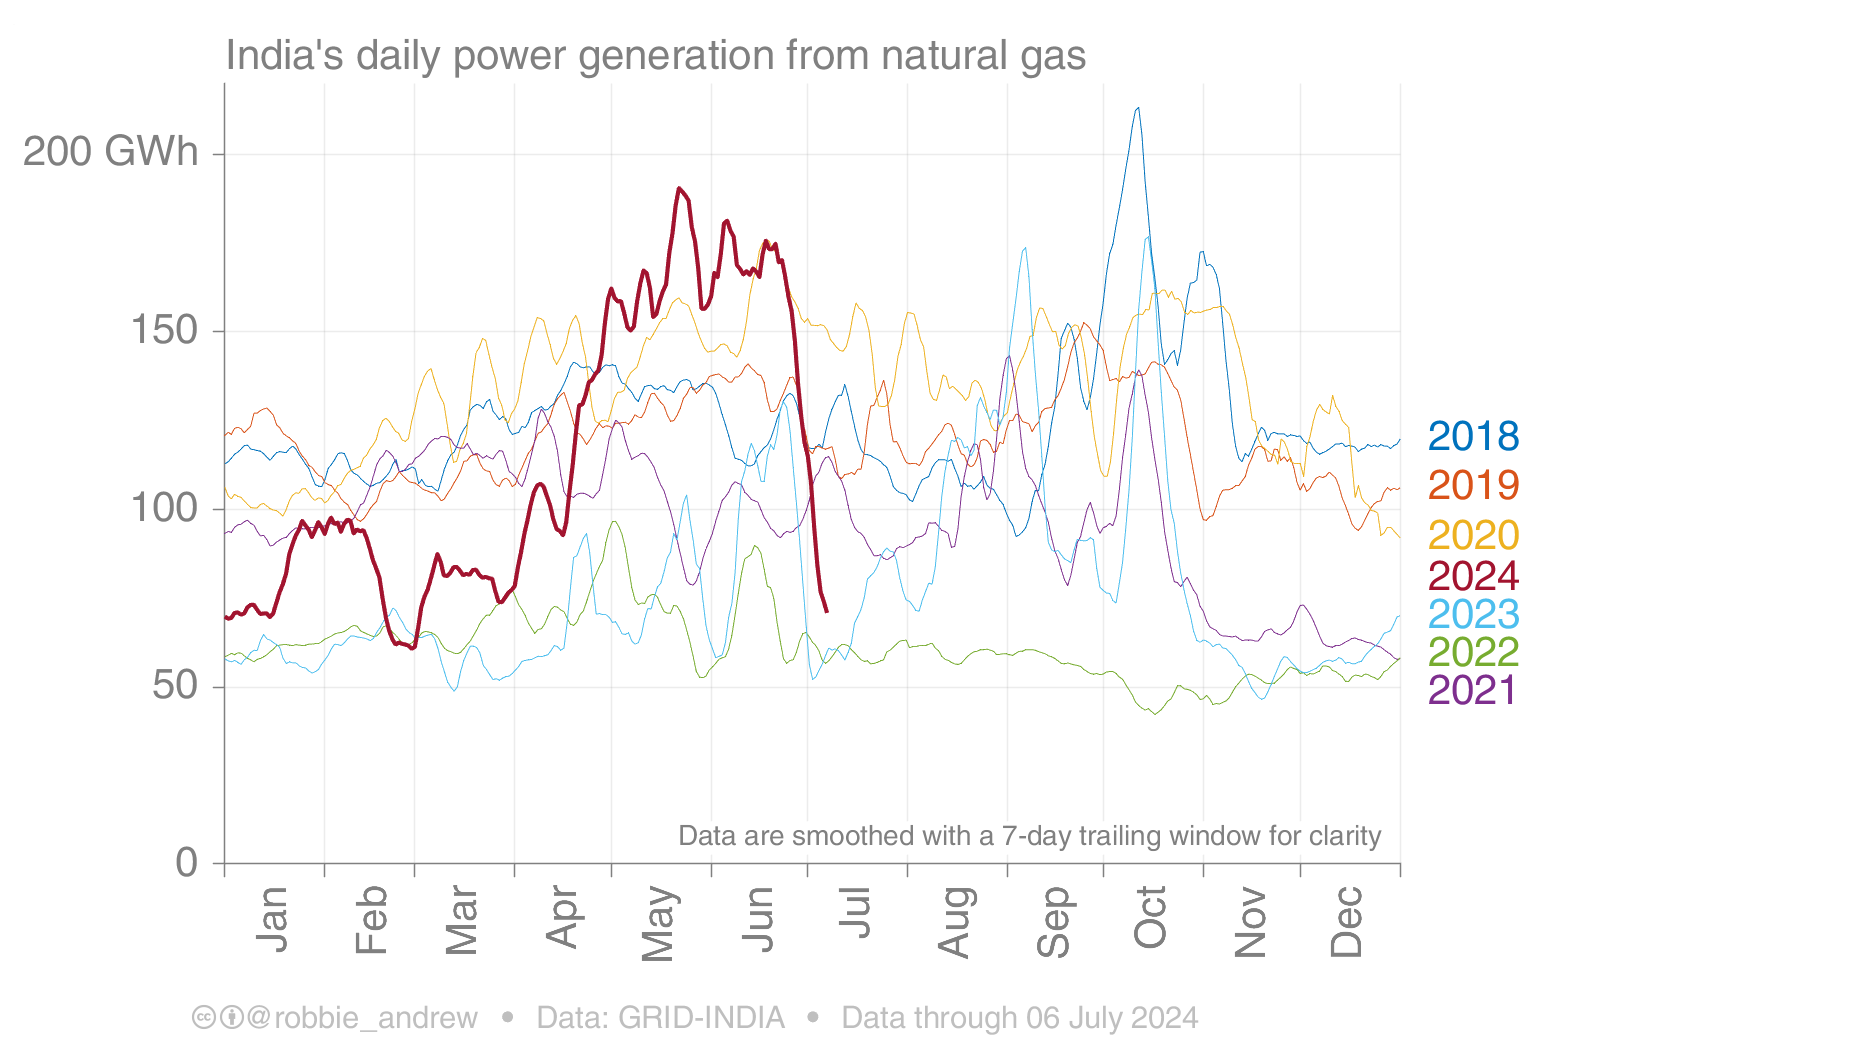 India's daily power generation from natural gas
200 GWh
150
100
50
0
2018
2019
2020
2024
2023
2022
2021
Data are smoothed with a 7-day trailing window for clarity
Jan
Feb
Mar
Apr
May
Jun
Jul
Aug
Sep
Oct
Nov
Dec
cc @robbie_andrew • Data: GRID-INDIA • Data through 06 July 2024